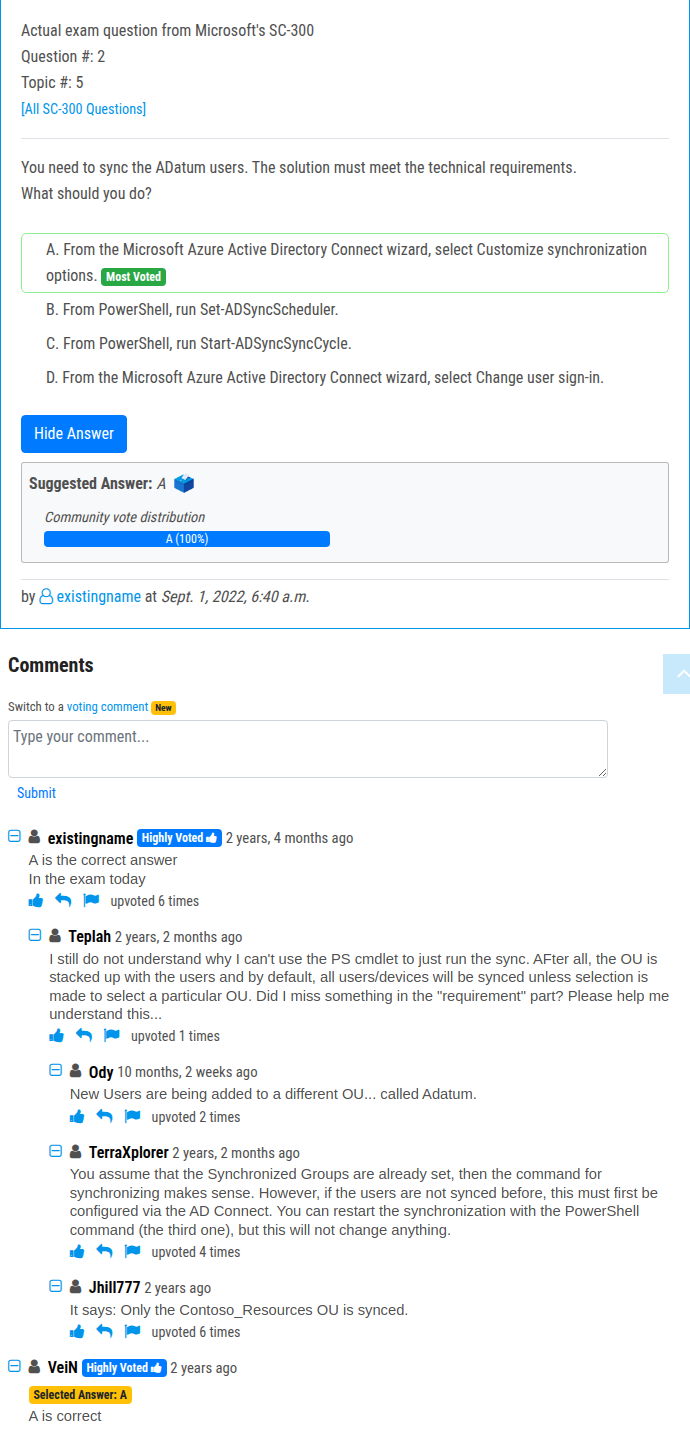 Actual exam question from Microsoft's SC-300
Question #: 2
Topic #: 5
[All SC-300 Questions]
You need to sync the ADatum users. The solution must meet the technical requirements.
What should you do?
A. From the Microsoft Azure Active Directory Connect wizard, select Customize synchronization
options. Most Voted
B. From PowerShell, run Set-ADSyncScheduler.
C. From PowerShell, run Start-ADSyncSyncCycle.
D. From the Microsoft Azure Active Directory Connect wizard, select Change user sign-in.
Hide Answer
Suggested Answer: A
Community vote distribution
A (100%)
by existingname at Sept. 1, 2022, 6:40 a.m.
Comments
Switch to a voting comment New
Type your comment...
Submit
existingname Highly Voted 2 years, 4 months ago
A is the correct answer
In the exam today
upvoted 6 times
Teplah 2 years, 2 months ago
I still do not understand why I can't use the PS cmdlet to just run the sync. AFter all, the OU is
stacked up with the users and by default, all users/devices will be synced unless selection is
made to select a particular OU. Did I miss something in the "requirement" part? Please help me
understand this...
upvoted 1 times
Ody 10 months, 2 weeks ago
New Users are being added to a different OU... called Adatum.
upvoted 2 times
TerraXplorer 2 years, 2 months ago
You assume that the Synchronized Groups are already set, then the command for
synchronizing makes sense. However, if the users are not synced before, this must first be
configured via the AD Connect. You can restart the synchronization with the PowerShell
command (the third one), but this will not change anything.
upvoted 4 times
Jhill777 2 years ago
It says: Only the Contoso_Resources OU is synced.
upvoted 6 times
VeiN Highly Voted 2 years ago
Selected Answer: A
A is correct